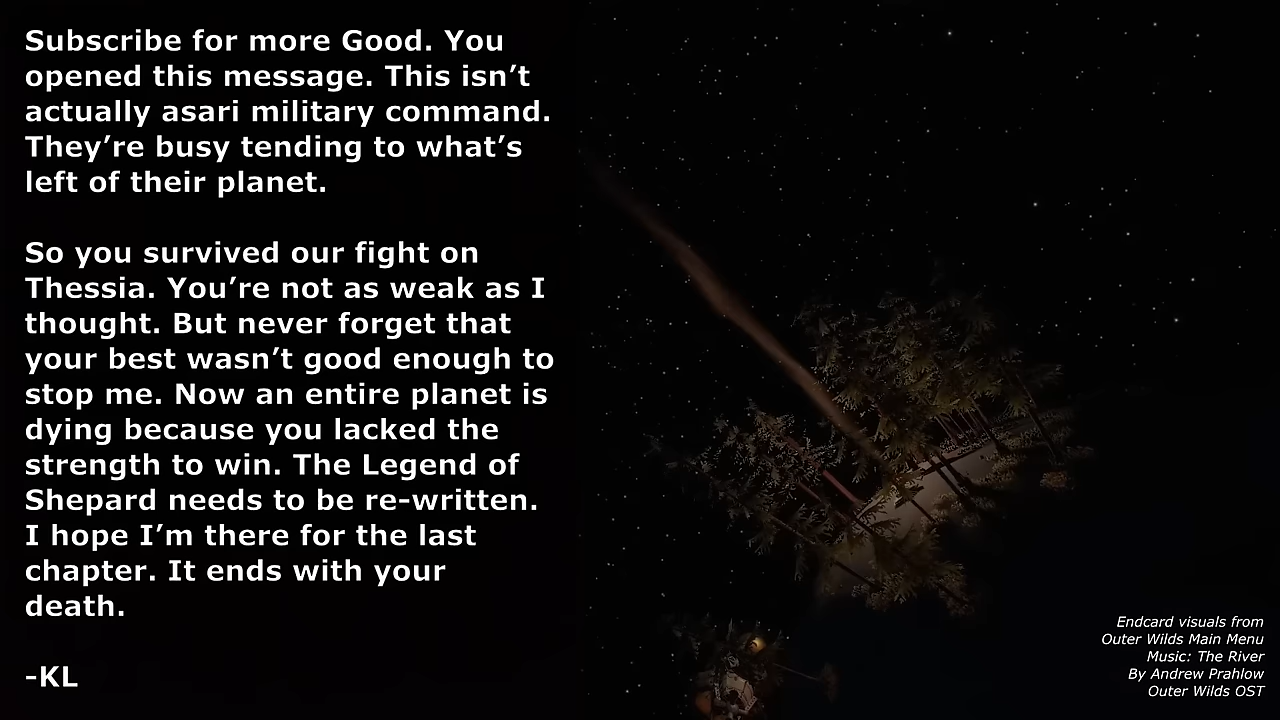 Subscribe for more Good. You
opened this message. This isn’t
actually asari military command.
They’re busy tending to what’s
left of their planet.
So you survived our fight on
Thessia. You’re not as weak as I
thought. But never forget that
your best wasn’t good enough to
stop me. Now an entire planet is
dying because you lacked the
strength to win. The Legend of
Shepard needs to be re-written.
I hope I’m there for the last
chapter. It ends with your
death.
-KL
Endcard visuals from
Outer Wilds Main Menu
Music: The River
By Andrew Prahlow
Outer Wilds OST